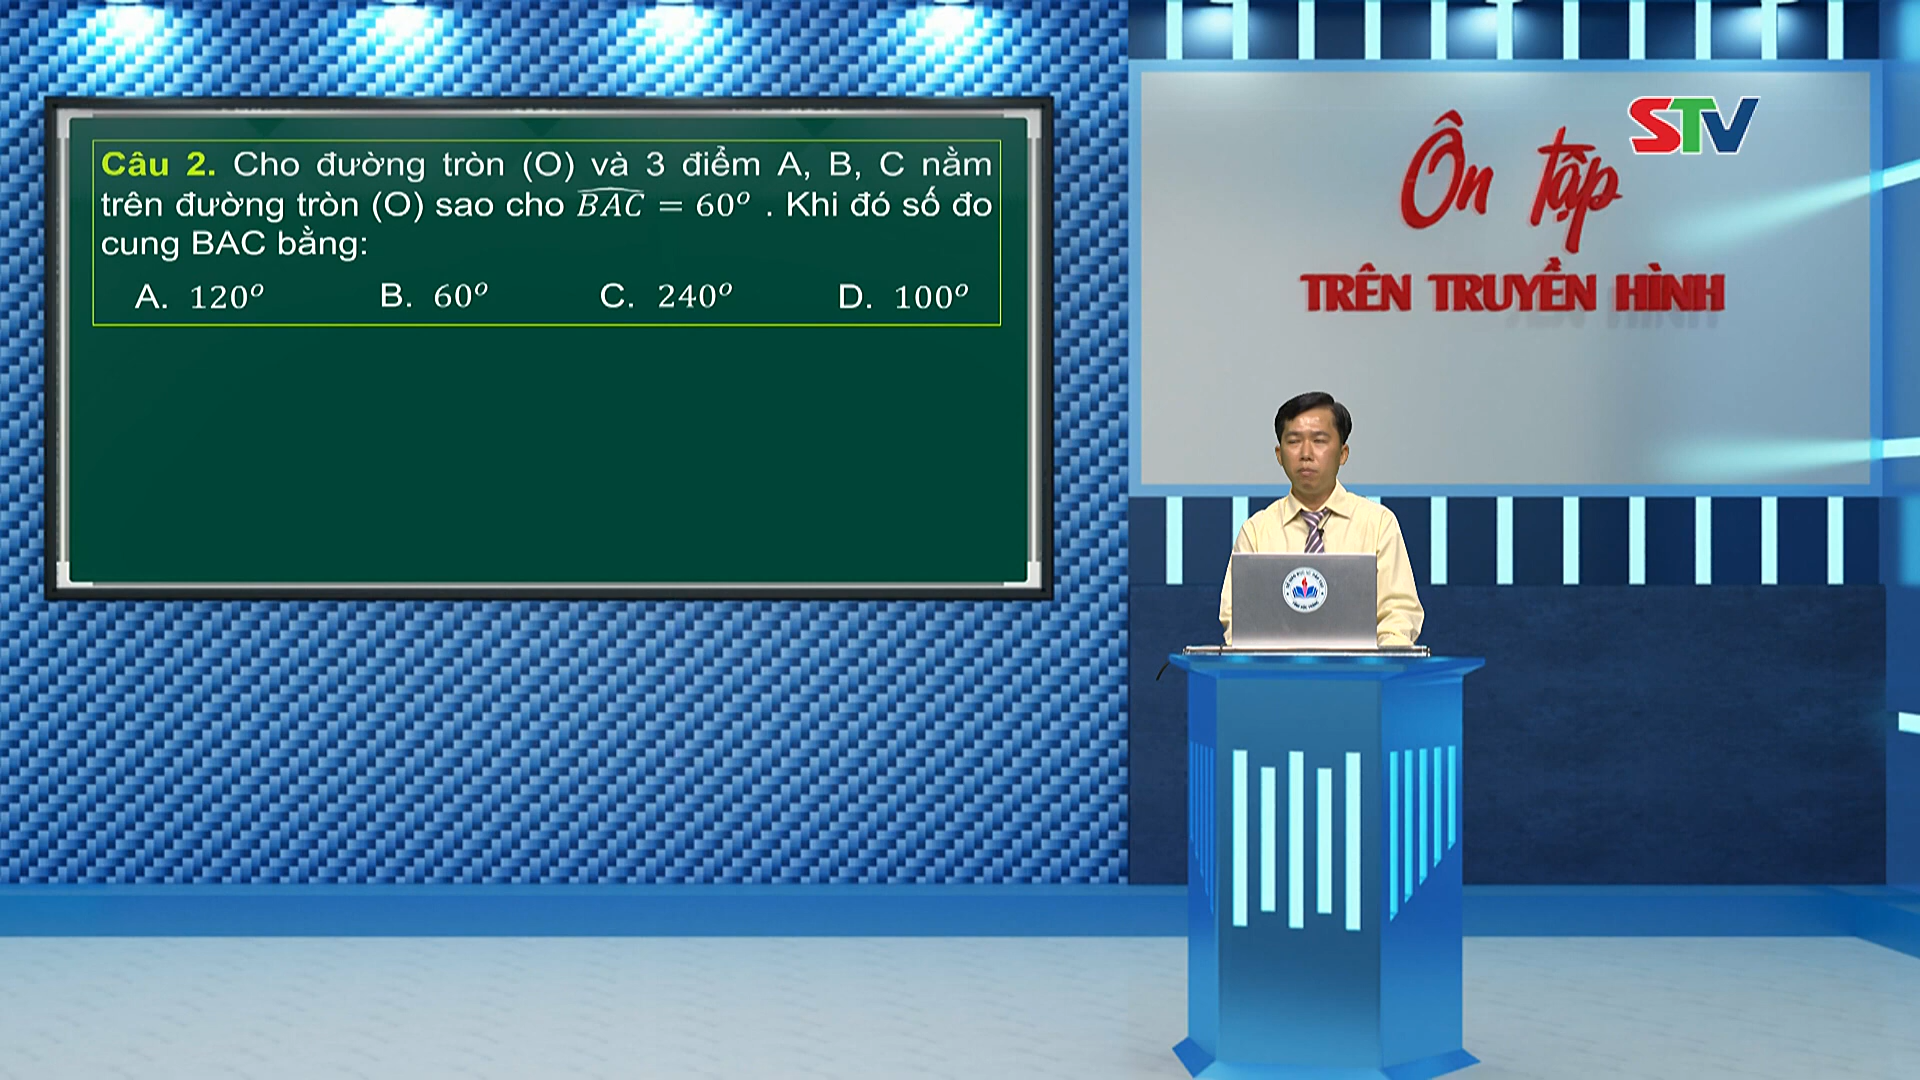 Câu 2. Cho đường tròn (O) và 3 điểm A, B, C nằm
trên đường tròn (O) sao cho \widehat{BAC} = 60° . Khi đó số đo
cung BAC bằng:
A. 120° B. 60° C. 240° D. 100°
STV
Ôn tập
TRÊN TRUYỀN HÌNH